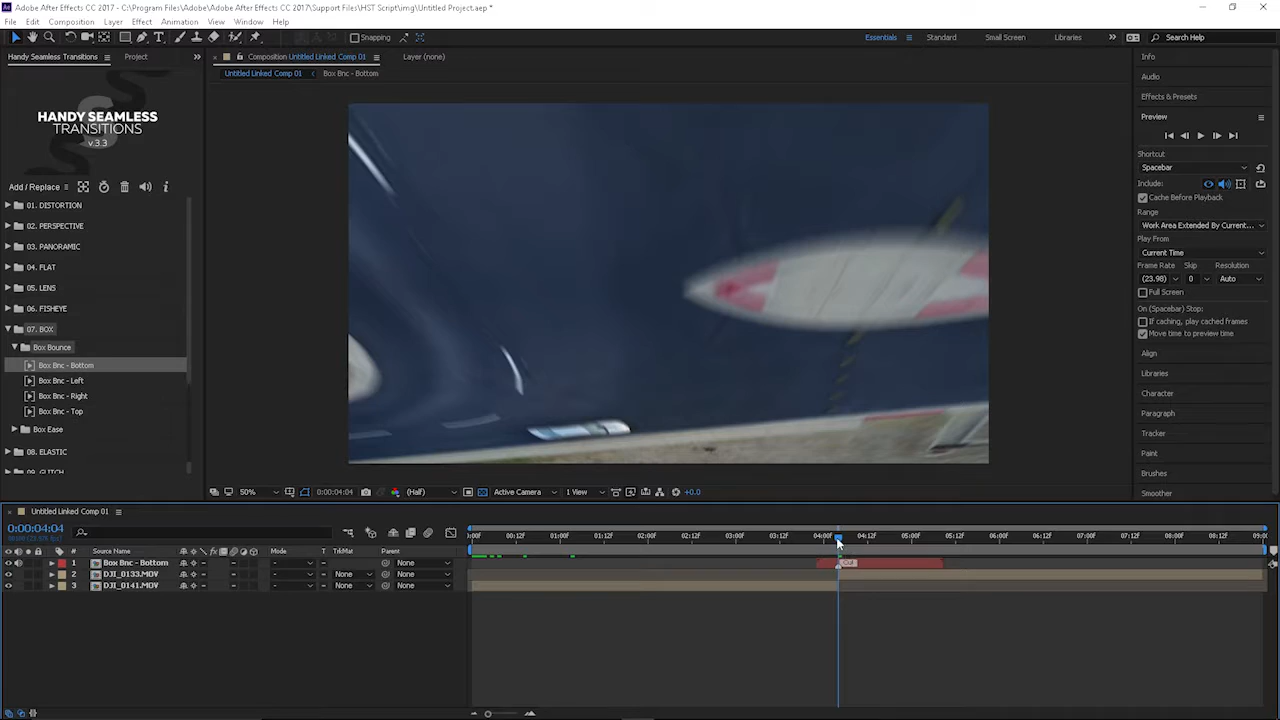 Adobe After Effects CC 2017 - C:\Program Files\Adobe\Adobe After Effects CC 2017\Support Files\HST Script\img\Untitled Project.aep *
File Edit Composition Layer Effect Animation View Window Help
Snapping
Essentials Standard Small Screen Libraries Search Help
Handy Seamless Transitions Project
Composition Untitled Linked Comp 01
Layer (none)
Untitled Linked Comp 01 Box Bnc - Bottom
HANDY SEAMLESS
TRANSITIONS
v.3.3
Add / Replace
01. DISTORTION
02. PERSPECTIVE
03. PANORAMIC
04. FLAT
05. LENS
06. FISHEYE
07. BOX
Box Bounce
Box Bnc - Bottom
Box Bnc - Left
Box Bnc - Right
Box Bnc - Top
Box Ease
08. ELASTIC
09. GLITCH
50% 0:00:04:04 (Half) Active Camera 1 View +0.0
Info
Audio
Effects & Presets
Preview
Shortcut
Spacebar
Include:
Cache Before Playback
Range
Work Area Extended By Current...
Play From
Current Time
Frame Rate Skip Resolution
(23.98) 0 Auto
Full Screen
On (Spacebar) Stop:
If caching, play cached frames
Move time to preview time
Align
Libraries
Character
Paragraph
Tracker
Paint
Brushes
Smoother
Untitled Linked Comp 01
0:00:04:04
:00f 00:12f 01:00f 01:12f 02:00f 02:12f 03:00f 03:12f 04:00f 04:12f 05:00f 05:12f 06:00f 06:12f 07:00f 07:12f 08:00f 08:12f 09:00
# Source Name Mode T TrkMat Parent
1 Box Bnc - Bottom - None
Cut
2 DJI_0133.MOV - None None
3 DJI_0141.MOV - None None